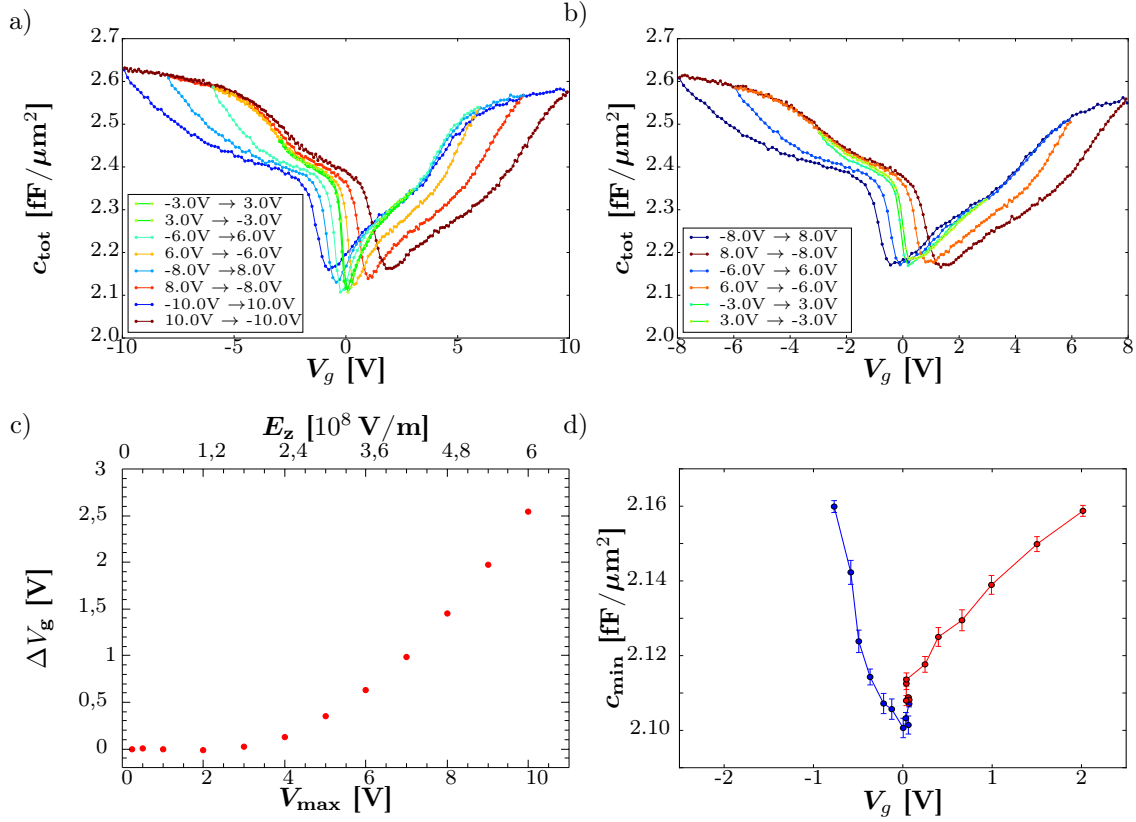 a)
2.7
2.6
2.5
2.4
2.3
2.2
2.1
2.0
c_tot [fF/μm²]
-3.0V → 3.0V
3.0V → -3.0V
-6.0V →6.0V
6.0V → -6.0V
-8.0V →8.0V
8.0V → -8.0V
-10.0V →10.0V
10.0V → -10.0V
-10 -5 0 5 10
V_g [V]
b)
2.7
2.6
2.5
2.4
2.3
2.2
2.1
2.0
c_tot [fF/μm²]
-8.0V → 8.0V
8.0V → -8.0V
-6.0V → 6.0V
6.0V → -6.0V
-3.0V → 3.0V
3.0V → -3.0V
-8 -6 -4 -2 0 2 4 6 8
V_g [V]
c)
E_z [10⁸ V/m]
0 1,2 2,4 3,6 4,8 6
3
2,5
2
1,5
1
0,5
0
ΔV_g [V]
0 2 4 6 8 10
V_max [V]
d)
2.16
2.14
2.12
2.10
c_min [fF/μm²]
-2 -1 0 1 2
V_g [V]